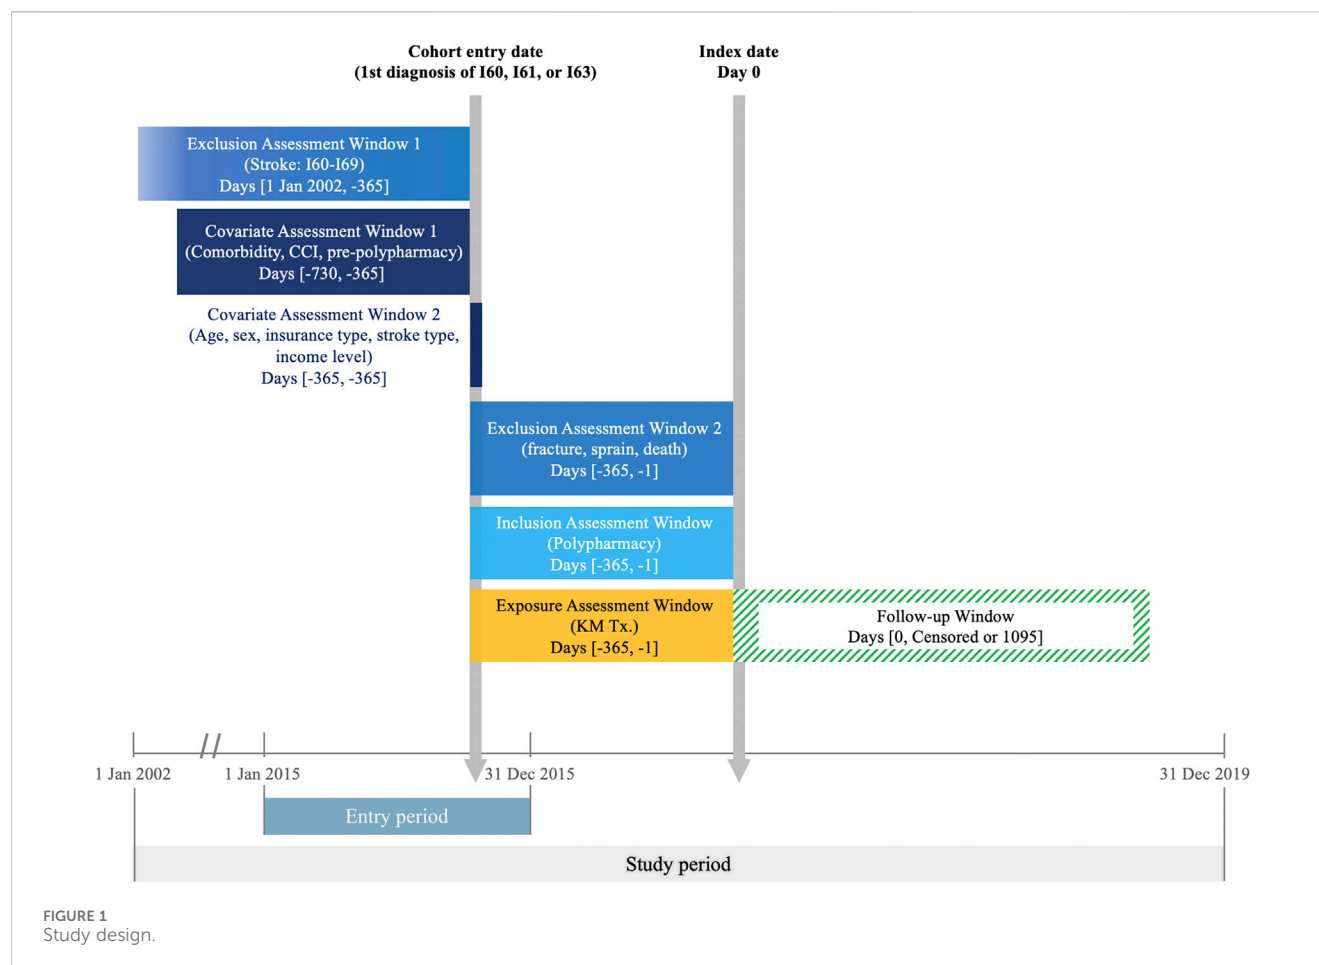 Cohort entry date
(1st diagnosis of I60, I61, or I63)
Index date
Day 0
Exclusion Assessment Window 1
(Stroke: I60-I69)
Days [1 Jan 2002, -365]
Covariate Assessment Window 1
(Comorbidity, CCI, pre-polypharmacy)
Days [-730, -365]
Covariate Assessment Window 2
(Age, sex, insurance type, stroke type,
income level)
Days [-365, -365]
Exclusion Assessment Window 2
(fracture, sprain, death)
Days [-365, -1]
Inclusion Assessment Window
(Polypharmacy)
Days [-365, -1]
Exposure Assessment Window
(KM Tx.)
Days [-365, -1]
Follow-up Window
Days [0, Censored or 1095]
1 Jan 2002
1 Jan 2015
31 Dec 2015
31 Dec 2019
Entry period
Study period
FIGURE 1
Study design.